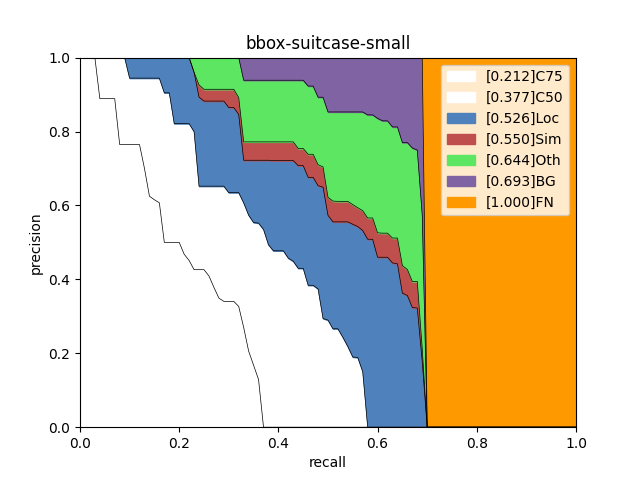 bbox-suitcase-small
1.0
0.8
0.6
0.4
0.2
0.0
precision
[0.212]C75
[0.377]C50
[0.526]Loc
[0.550]Sim
[0.644]Oth
[0.693]BG
[1.000]FN
0.0 0.2 0.4 0.6 0.8 1.0
recall